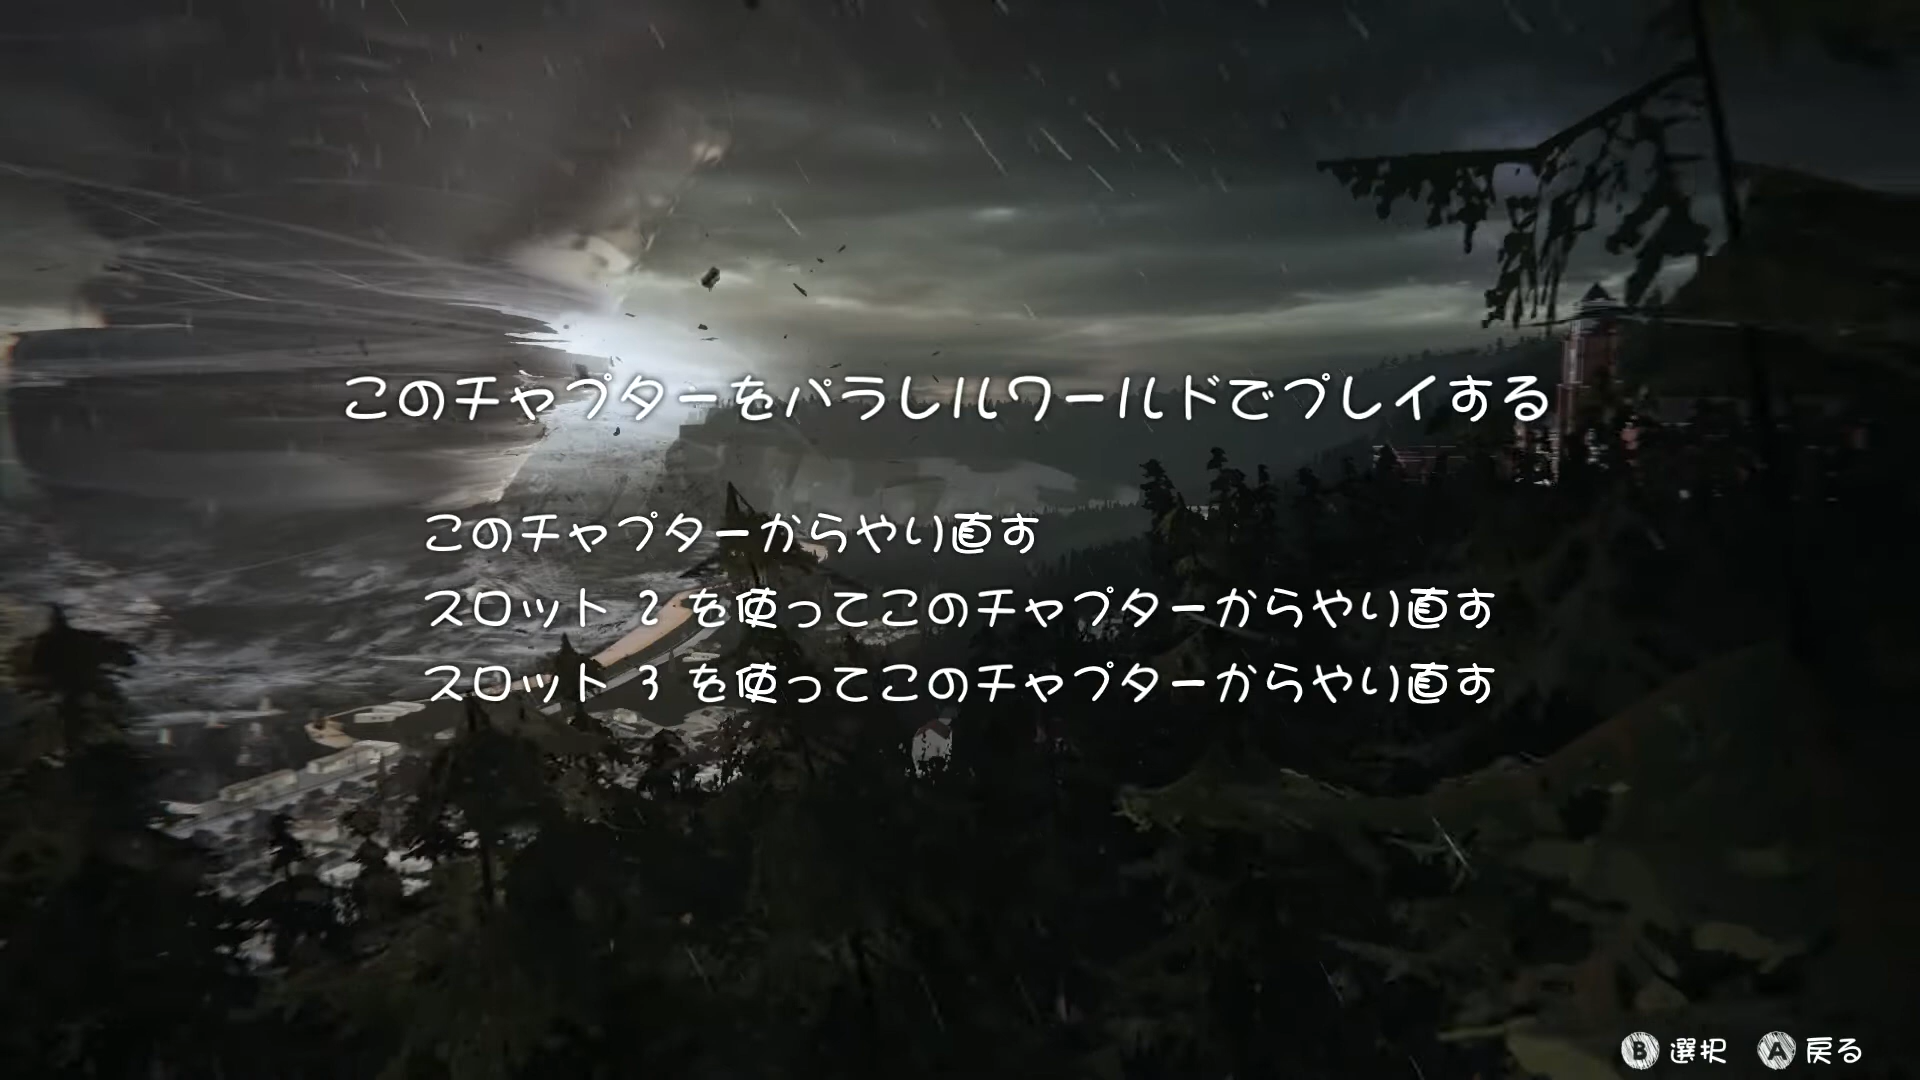 このチャプターをパラレルワールドでプレイする
このチャプターからやり直す
スロット 2 を使ってこのチャプターからやり直す
スロット 3 を使ってこのチャプターからやり直す
B 選択 A 戻る